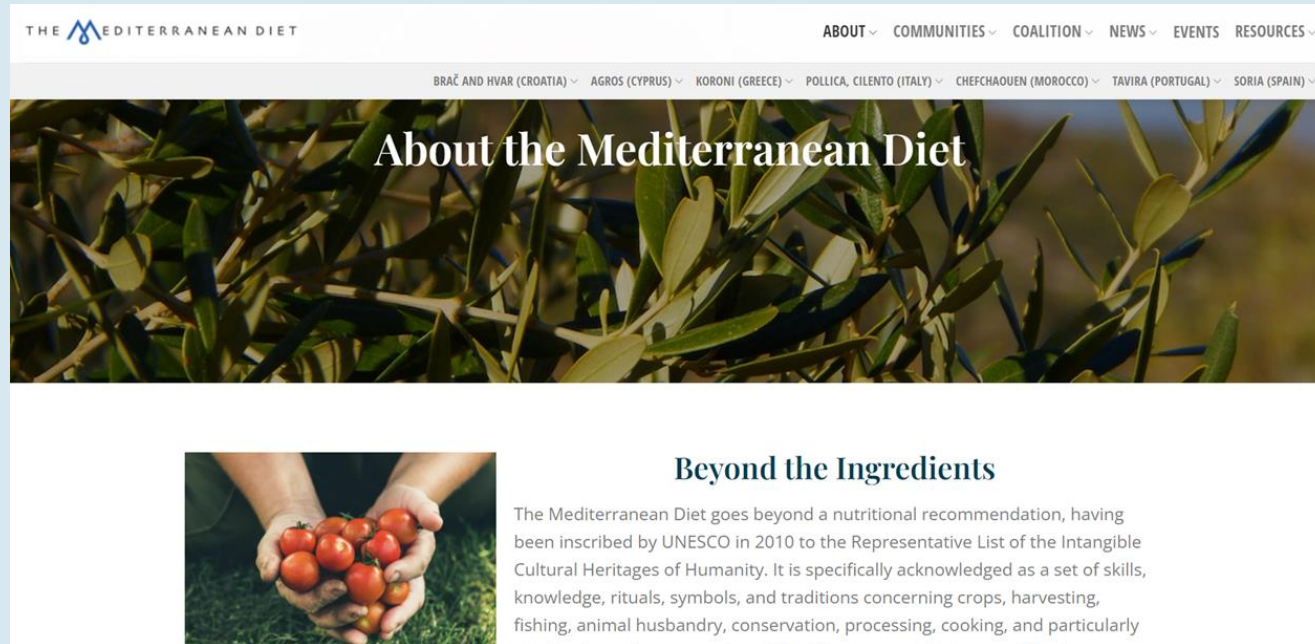 THE MEDITERRANEAN DIET
ABOUT COMMUNITIES COALITION NEWS EVENTS RESOURCES
BRAČ AND HVAR (CROATIA) AGROS (CYPRUS) KORONI (GREECE) POLLICA, CILENTO (ITALY) CHEFCHAOUEN (MOROCCO) TAVIRA (PORTUGAL) SORIA (SPAIN)
About the Mediterranean Diet
Beyond the Ingredients
The Mediterranean Diet goes beyond a nutritional recommendation, having
been inscribed by UNESCO in 2010 to the Representative List of the Intangible
Cultural Heritages of Humanity. It is specifically acknowledged as a set of skills,
knowledge, rituals, symbols, and traditions concerning crops, harvesting,
fishing, animal husbandry, conservation, processing, cooking, and particularly